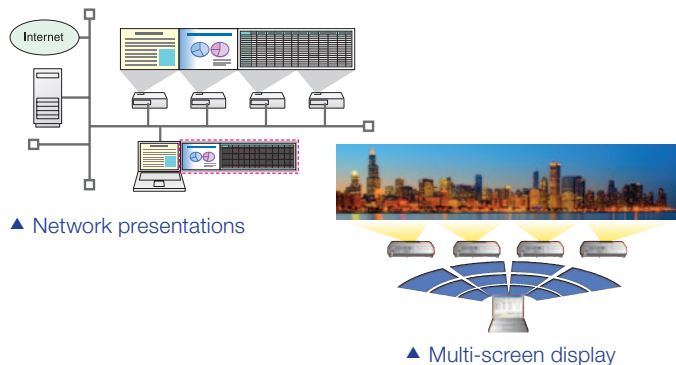 Internet
▲ Network presentations
▲ Multi-screen display